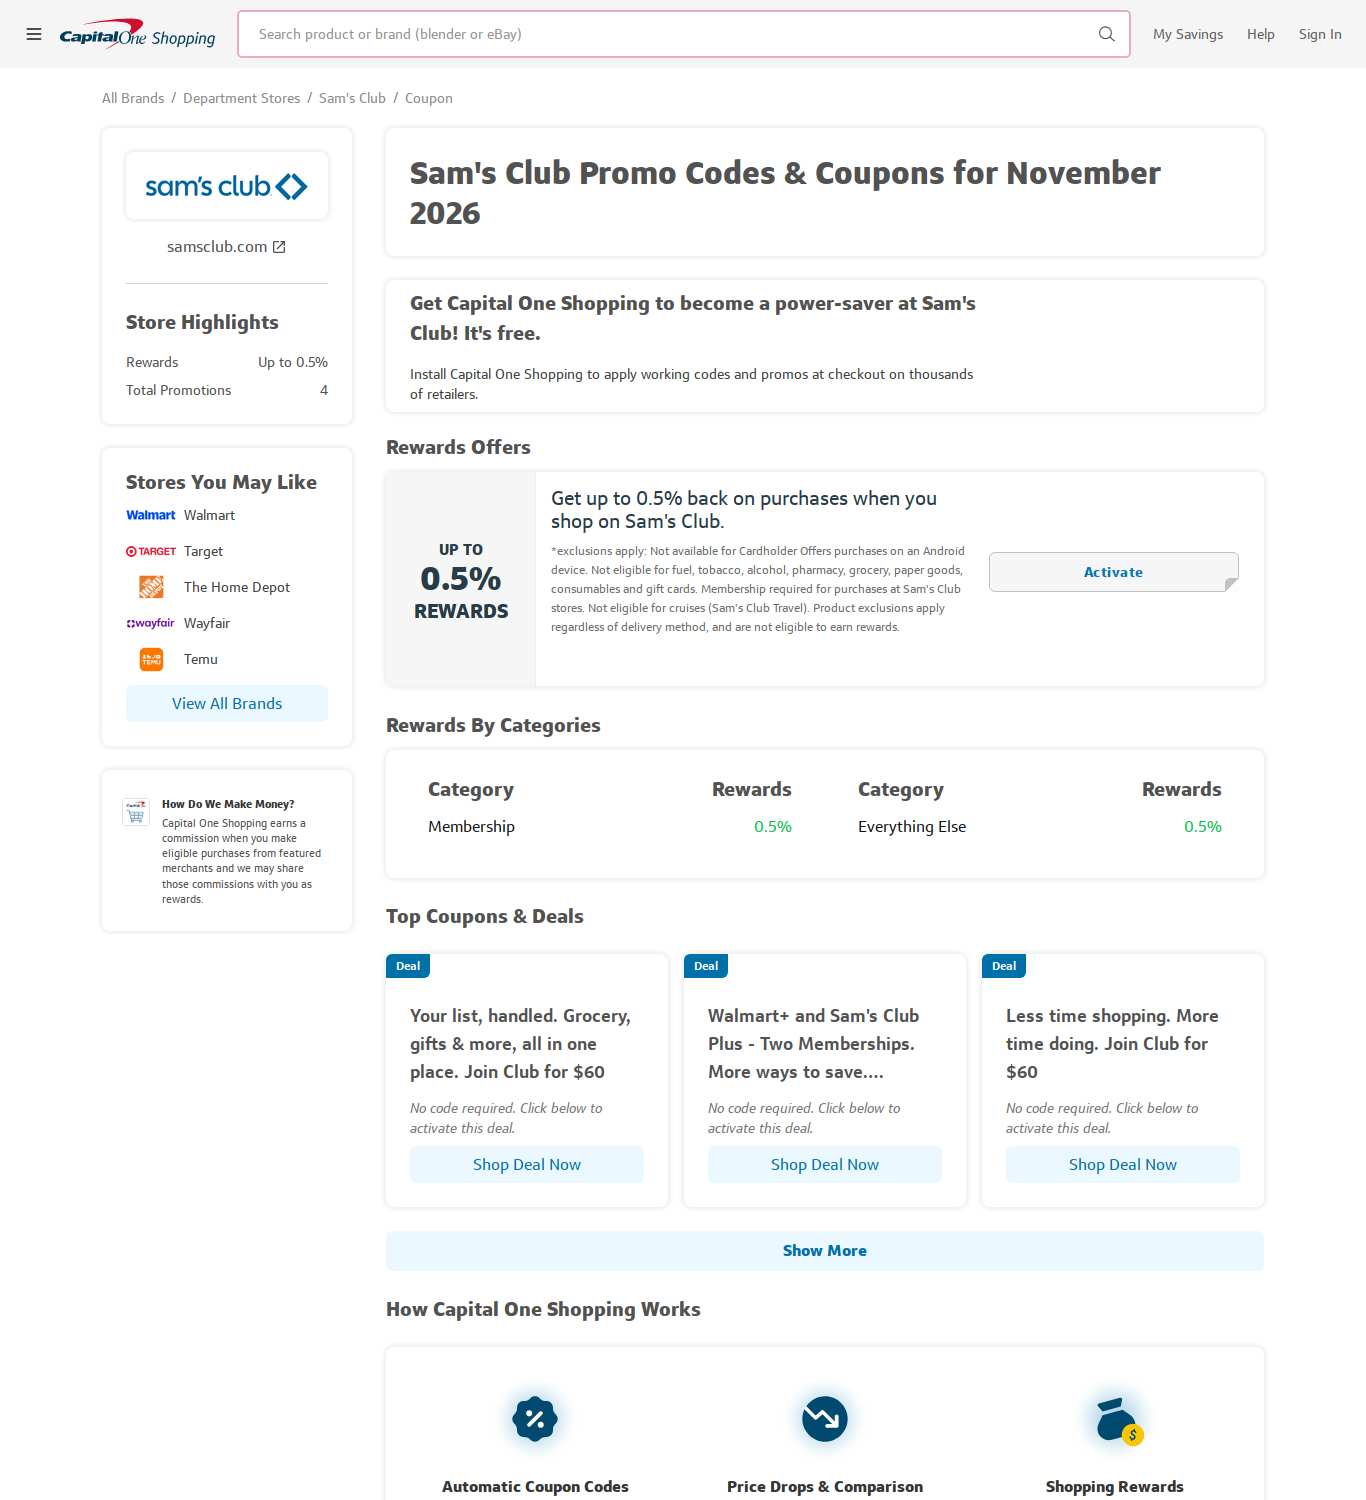 CapitalOne Shopping
Search product or brand (blender or eBay)
My Savings
Help
Sign In
All Brands / Department Stores / Sam's Club / Coupon
sam's club
samsclub.com
Store Highlights
Rewards Up to 0.5%
Total Promotions 4
Stores You May Like
Walmart Walmart
TARGET Target
The Home Depot
wayfair Wayfair
TEMU Temu
View All Brands
How Do We Make Money?
Capital One Shopping earns a
commission when you make
eligible purchases from featured
merchants and we may share
those commissions with you as
rewards.
Sam's Club Promo Codes & Coupons for November
2026
Get Capital One Shopping to become a power-saver at Sam's
Club! It's free.
Install Capital One Shopping to apply working codes and promos at checkout on thousands
of retailers.
Rewards Offers
UP TO
0.5%
REWARDS
Get up to 0.5% back on purchases when you
shop on Sam's Club.
*exclusions apply: Not available for Cardholder Offers purchases on an Android
device. Not eligible for fuel, tobacco, alcohol, pharmacy, grocery, paper goods,
consumables and gift cards. Membership required for purchases at Sam's Club
stores. Not eligible for cruises (Sam's Club Travel). Product exclusions apply
regardless of delivery method, and are not eligible to earn rewards.
Activate
Rewards By Categories
Category Rewards Category Rewards
Membership 0.5% Everything Else 0.5%
Top Coupons & Deals
Deal
Your list, handled. Grocery,
gifts & more, all in one
place. Join Club for $60
No code required. Click below to
activate this deal.
Shop Deal Now
Deal
Walmart+ and Sam's Club
Plus - Two Memberships.
More ways to save....
No code required. Click below to
activate this deal.
Shop Deal Now
Deal
Less time shopping. More
time doing. Join Club for
$60
No code required. Click below to
activate this deal.
Shop Deal Now
Show More
How Capital One Shopping Works
Automatic Coupon Codes
Price Drops & Comparison
Shopping Rewards